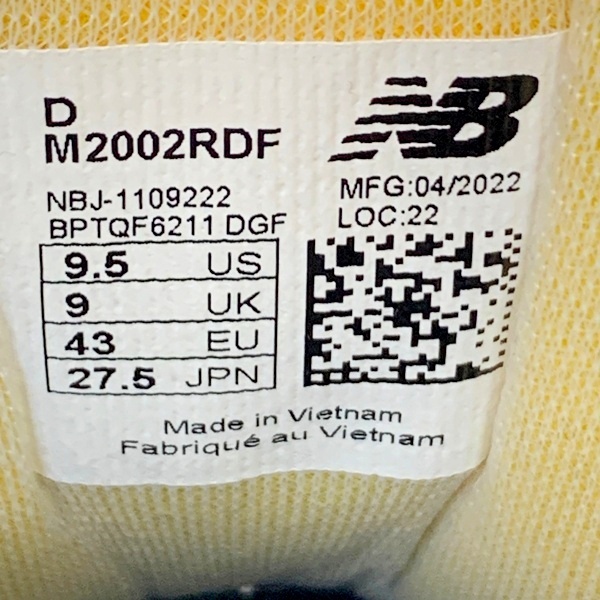 D
M2002RDF
NB
NBJ-1109222
MFG:04/2022
BPTQF6211 DGF
LOC:22
9.5 US
9 UK
43 EU
27.5 JPN
Made in Vietnam
Fabriqué au Vietnam